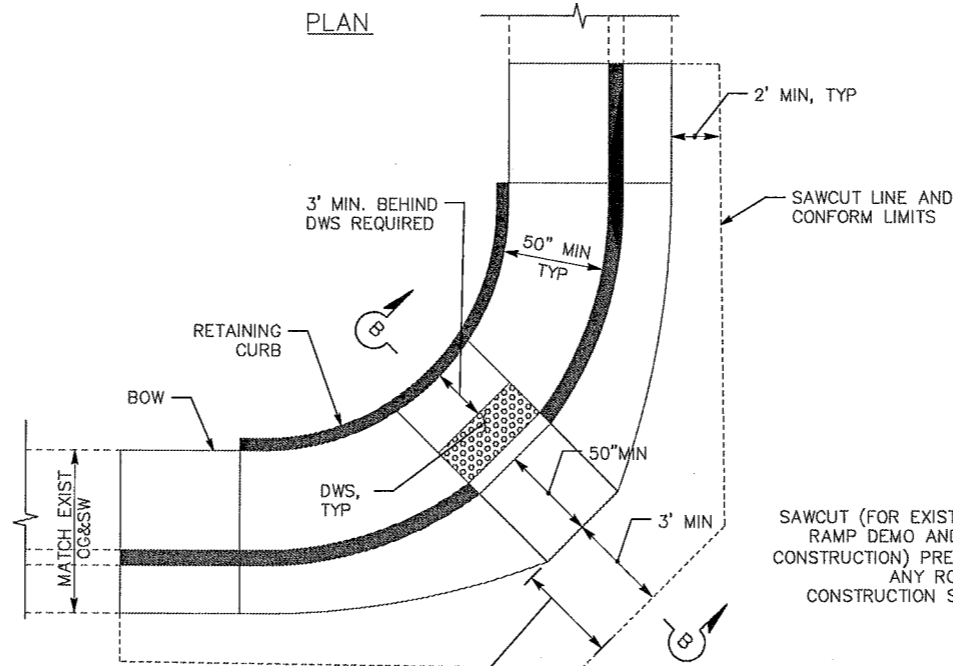 PLAN
2' MIN, TYP
SAWCUT LINE AND
CONFORM LIMITS
3' MIN. BEHIND
DWS REQUIRED
50" MIN
TYP
B
RETAINING
CURB
BOW
MATCH EXIST
CG&SW
DWS,
TYP
50"MIN
3' MIN
SAWCUT (FOR EXIST
RAMP DEMO AND
CONSTRUCTION) PRE
ANY RO
CONSTRUCTION S
B